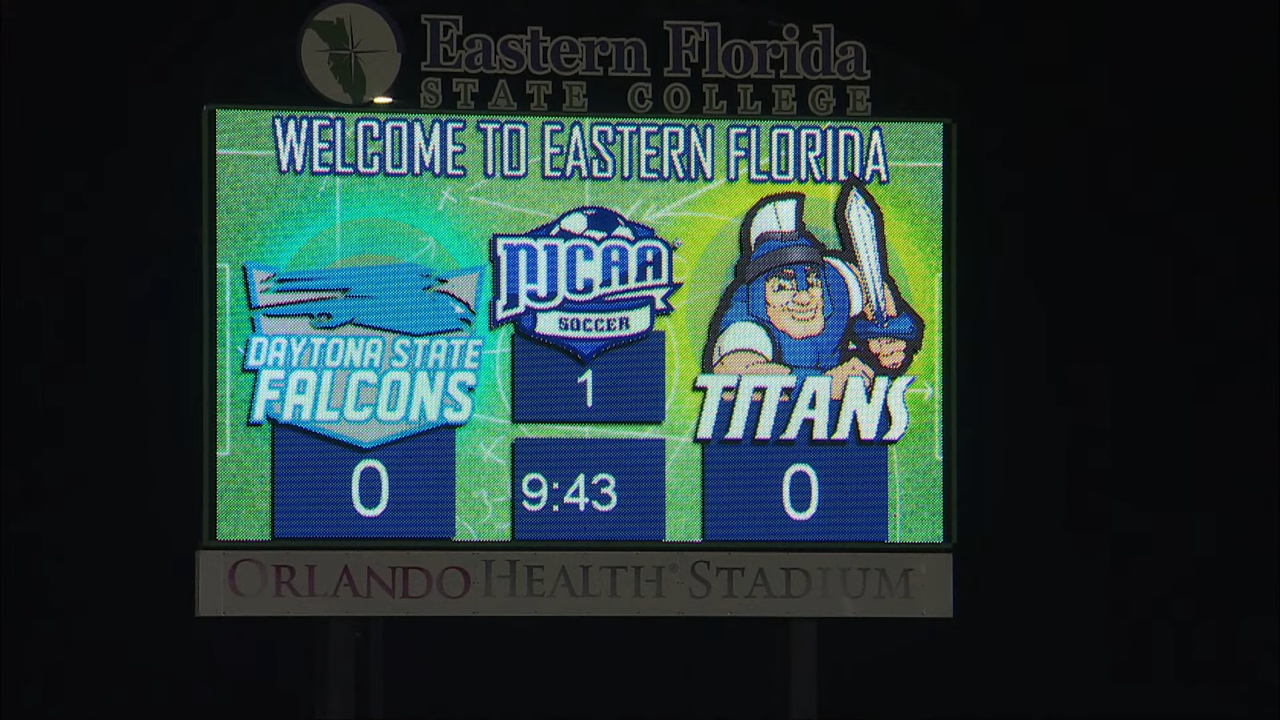 Eastern Florida
STATE COLLEGE
WELCOME TO EASTERN FLORIDA
NJCAA
SOCCER
DAYTONA STATE
FALCONS
TITANS
1
0
9:43
0
ORLANDO HEALTH® STADIUM